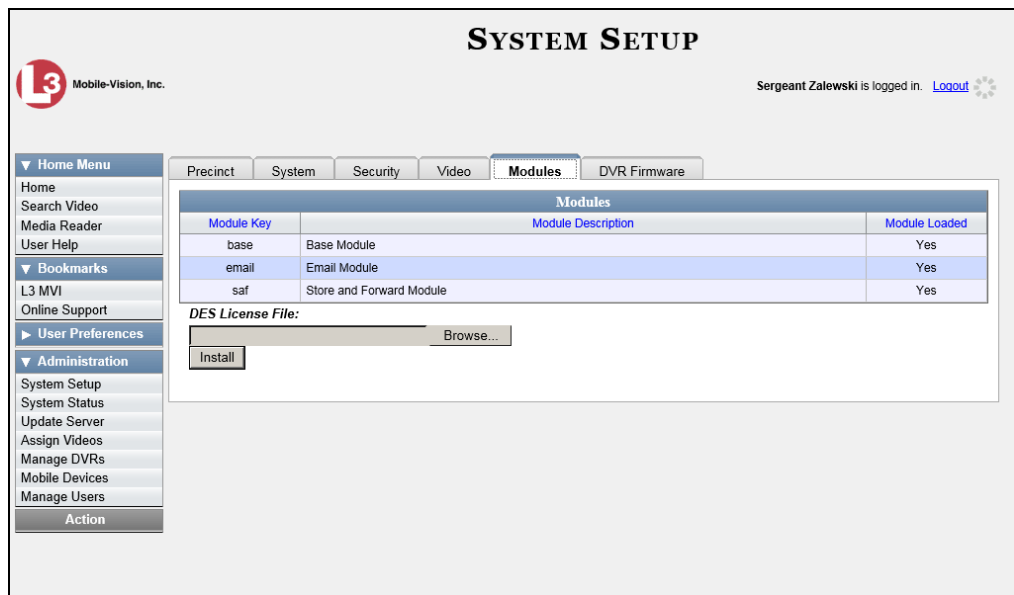 SYSTEM SETUP
L3 Mobile-Vision, Inc.
Sergeant Zalewski is logged in. Logout
▼ Home Menu
Home
Search Video
Media Reader
User Help
▼ Bookmarks
L3 MVI
Online Support
► User Preferences
▼ Administration
System Setup
System Status
Update Server
Assign Videos
Manage DVRs
Mobile Devices
Manage Users
Action
Precinct System Security Video Modules DVR Firmware
Modules
Module Key Module Description Module Loaded
base Base Module Yes
email Email Module Yes
saf Store and Forward Module Yes
DES License File:
Browse...
Install